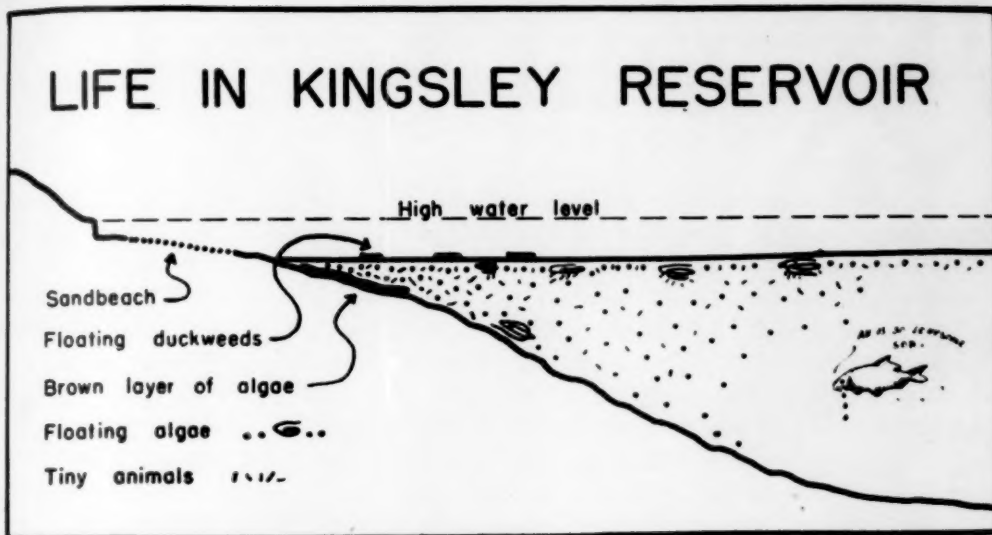 LIFE IN KINGSLEY RESERVOIR
High water level
Sandbeach
Floating duckweeds
Brown layer of algae
Floating algae
Tiny animals